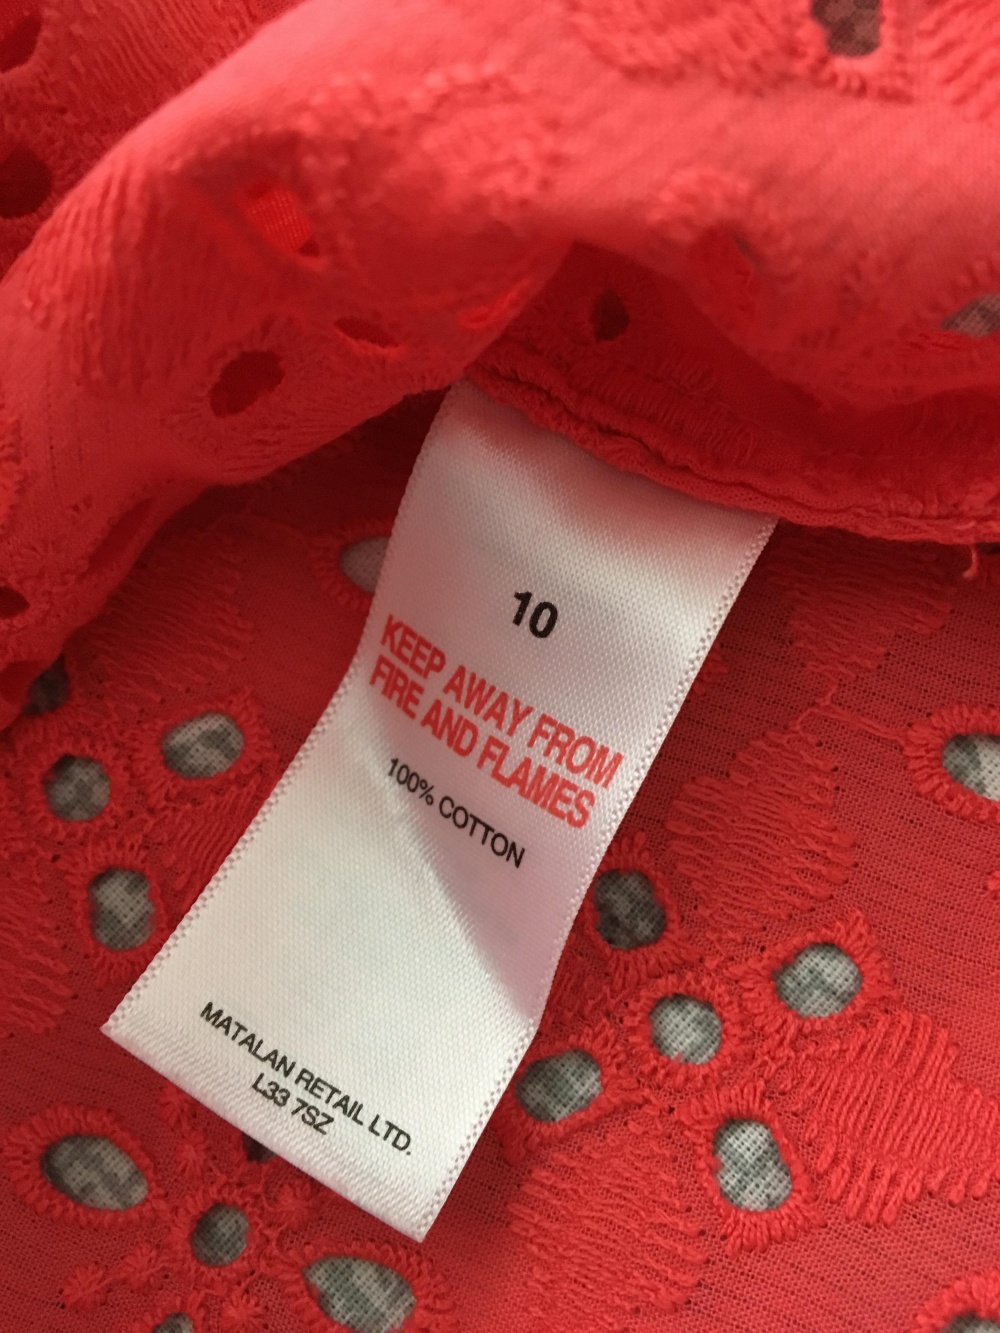 10
KEEP AWAY FROM
FIRE AND FLAMES
100% COTTON
MATALAN RETAIL LTD.
L33 7SZ